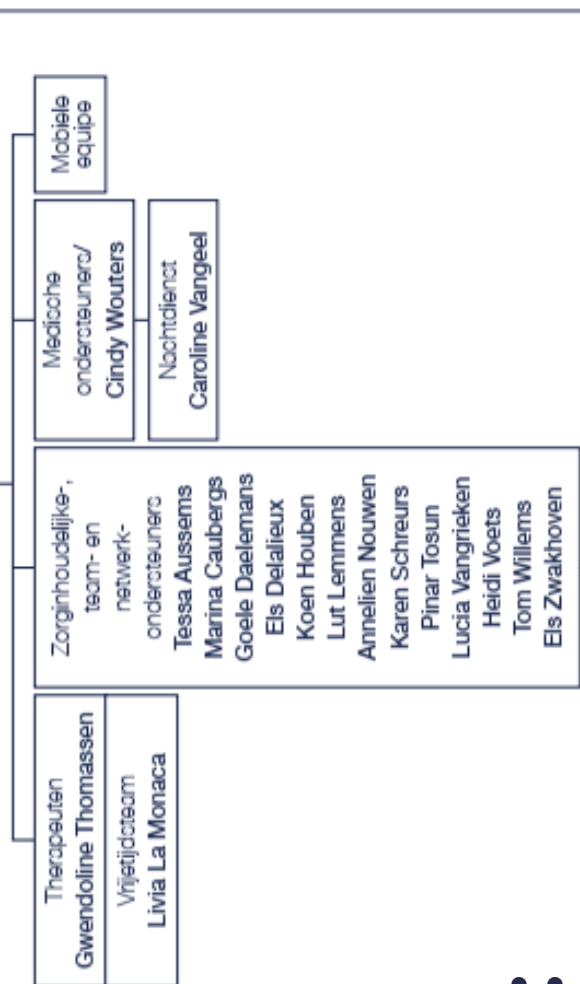 Therapeuten
Gwendoline Thomassen
Vrijetijdsteam
Livia La Monaca
Zorginhoudelijke-,
team- en
netwerk-
ondersteuners
Tessa Aussems
Marina Caubergs
Goele Daelemans
Els Delalieux
Koen Houben
Lut Lemmens
Annelien Nouwen
Karen Schreurs
Pinar Tosun
Lucia Vangrieken
Heidi Voets
Tom Willems
Els Zwakhoven
Medische
ondersteuners/
Cindy Wouters
Nachtdienst
Caroline Vangeel
Mobiele
equipe